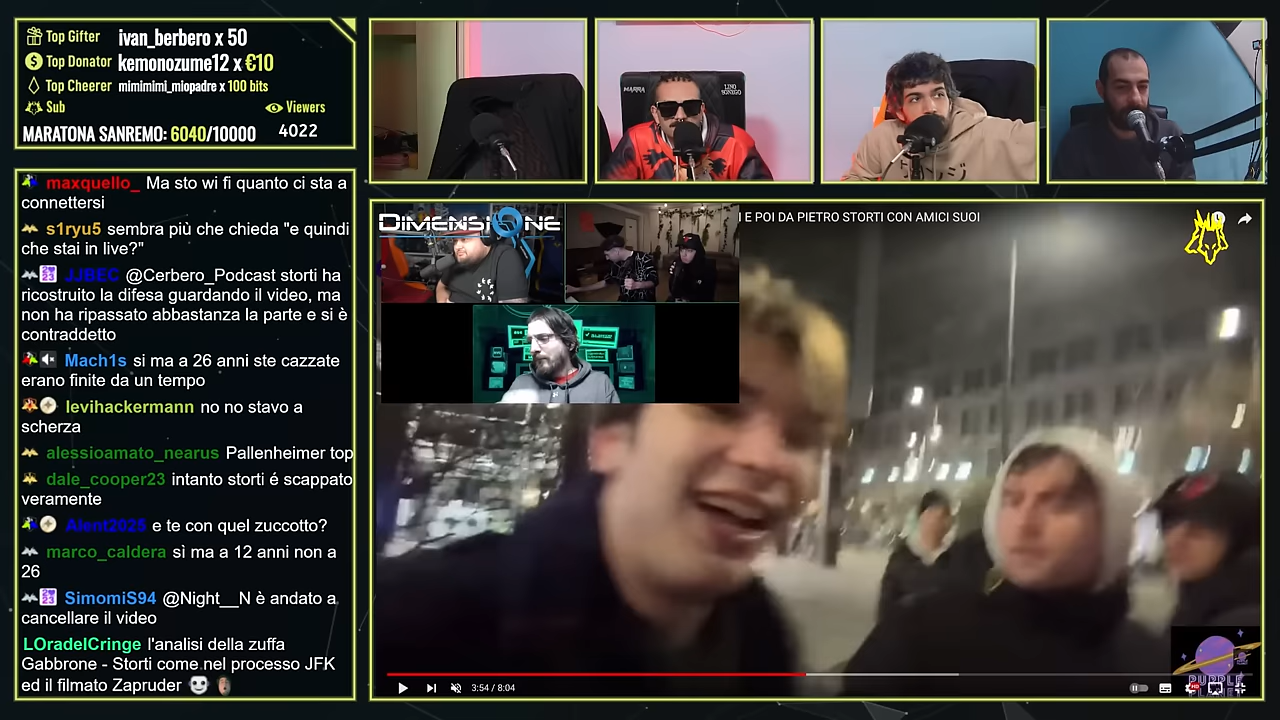 Top Gifter ivan_berbero x 50
Top Donator kemonozume12 x €10
Top Cheerer mimimimi_miopadre x 100 bits
Sub Viewers
MARATONA SANREMO: 6040/10000 4022
maxquello_ Ma sto wi fi quanto ci sta a
connettersi
s1ryu5 sembra più che chieda "e quindi
che stai in live?"
JJBEC @Cerbero_Podcast storti ha
ricostruito la difesa guardando il video, ma
non ha ripassato abbastanza la parte e si è
contraddetto
Mach1s si ma a 26 anni ste cazzate
erano finite da un tempo
levihackermann no no stavo a
scherza
alessioamato_nearus Pallenheimer top
dale_cooper23 intanto storti é scappato
veramente
Alent2025 e te con quel zuccotto?
marco_caldera sì ma a 12 anni non a
26
SimomiS94 @Night__N è andato a
cancellare il video
LOradelCringe l'analisi della zuffa
Gabbrone - Storti come nel processo JFK
ed il filmato Zapruder
MARRA
LINO
DIMENSIONE
I E POI DA PIETRO STORTI CON AMICI SUOI
3:54 / 8:04
HD
PURPLE
PLANET